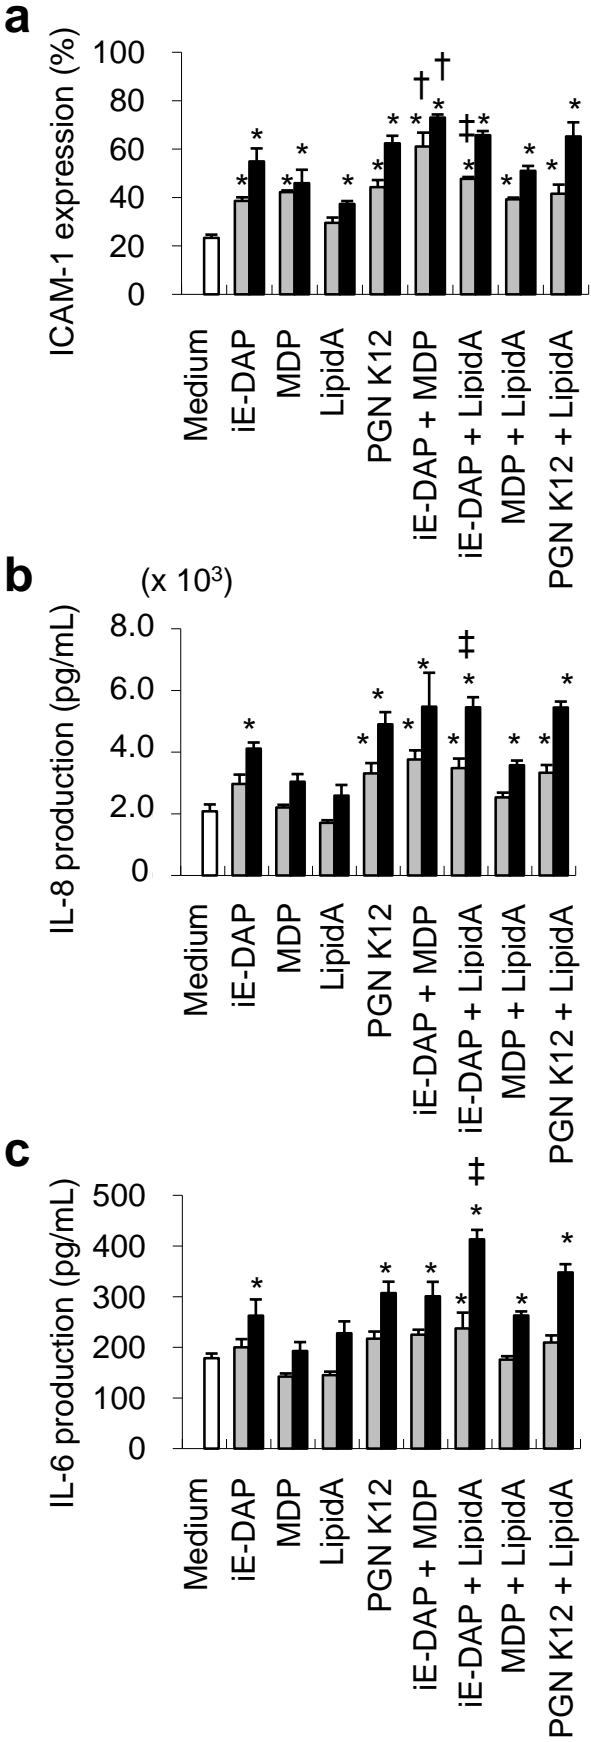 a
ICAM-1 expression (%)
100
80
60
40
20
0
* * * * * * * * † * † * ‡ * * * * * *
Medium
iE-DAP
MDP
LipidA
PGN K12
iE-DAP + MDP
iE-DAP + LipidA
MDP + LipidA
PGN K12 + LipidA
b
(x 10³)
IL-8 production (pg/mL)
8.0
6.0
4.0
2.0
0
* * * * * * ‡ * * * *
Medium
iE-DAP
MDP
LipidA
PGN K12
iE-DAP + MDP
iE-DAP + LipidA
MDP + LipidA
PGN K12 + LipidA
c
IL-6 production (pg/mL)
500
400
300
200
100
0
* * * * ‡ * * *
Medium
iE-DAP
MDP
LipidA
PGN K12
iE-DAP + MDP
iE-DAP + LipidA
MDP + LipidA
PGN K12 + LipidA